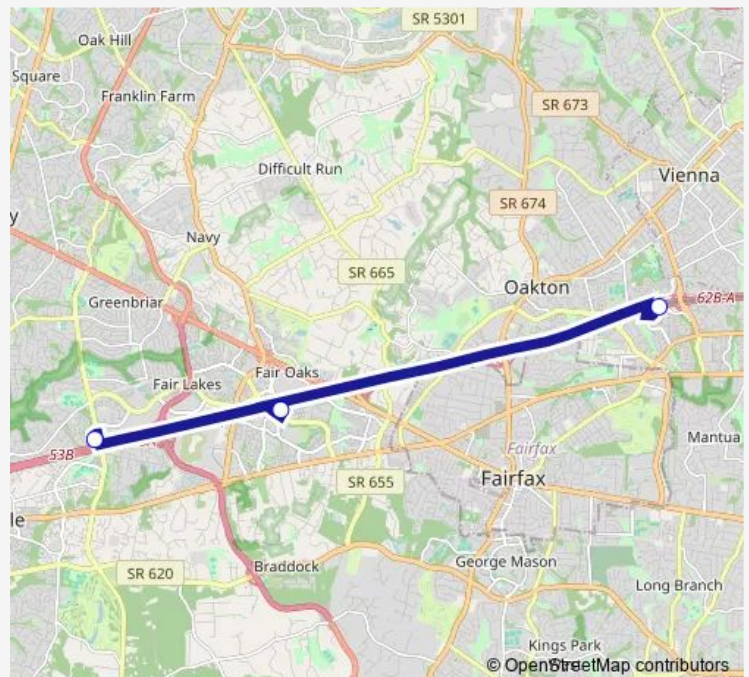 SR 5301
Oak Hill
Square
Franklin Farm
SR 673
Difficult Run
Vienna
SR 674
y
Navy
SR 665
Oakton
Greenbriar
62B-A
Fair Oaks
Fair Lakes
Mantua
53B
Fairfax
Fairfax
SR 655
le
Braddock
George Mason
SR 620
Long Branch
Kings Park
© OpenStreetMap contributors